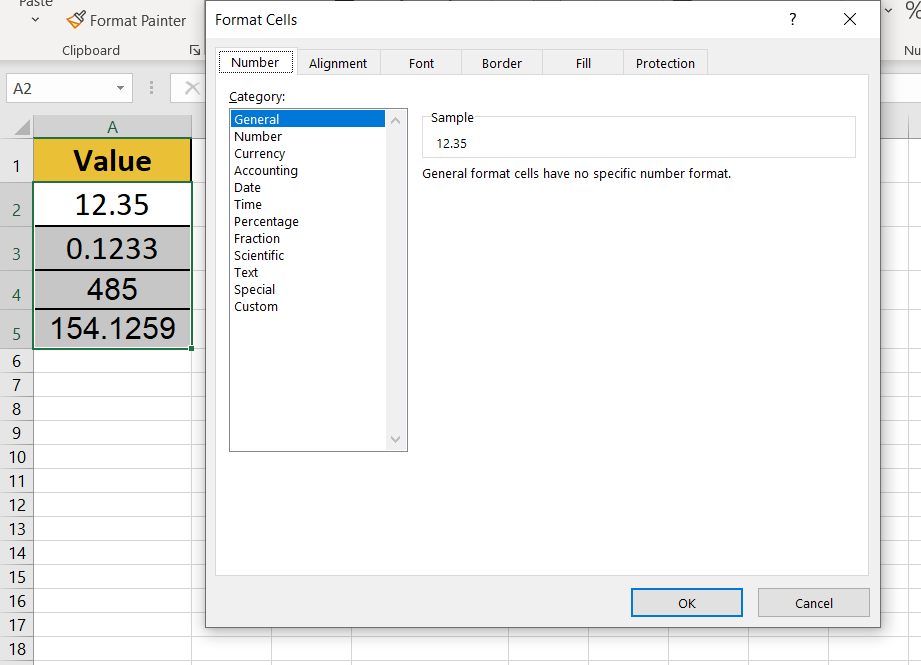 Paste
Format Painter
Clipboard
A2
A
1 Value
2 12.35
3 0.1233
4 485
5 154.1259
6
7
8
9
10
11
12
13
14
15
16
17
18
Format Cells ?
Number Alignment Font Border Fill Protection
Category:
General
Number
Currency
Accounting
Date
Time
Percentage
Fraction
Scientific
Text
Special
Custom
Sample
12.35
General format cells have no specific number format.
OK Cancel
%
Nu